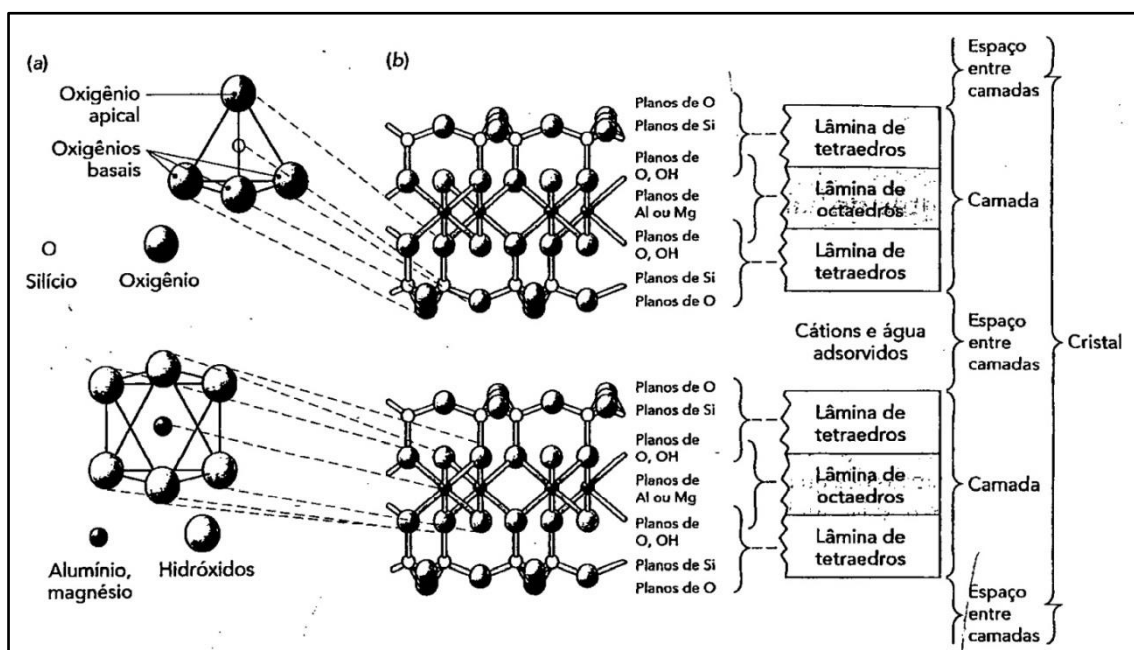 (a)
Oxigênio
apical
Oxigênios
basais
Silício
Oxigênio
Alumínio,
magnésio
Hidróxidos
(b)
Planos de O
Planos de Si
Planos de
O, OH
Planos de
Al ou Mg
Planos de
O, OH
Planos de Si
Planos de O
Lâmina de
tetraedros
Lâmina de
octaedros
Lâmina de
tetraedros
Espaço
entre
camadas
Camada
Cátions e água
adsorvidos
Espaço
entre
camadas
Cristal
Planos de O
Planos de Si
Planos de
O, OH
Planos de
Al ou Mg
Planos de
O, OH
Planos de Si
Planos de O
Lâmina de
tetraedros
Lâmina de
octaedros
Lâmina de
tetraedros
Camada
Espaço
entre
camadas